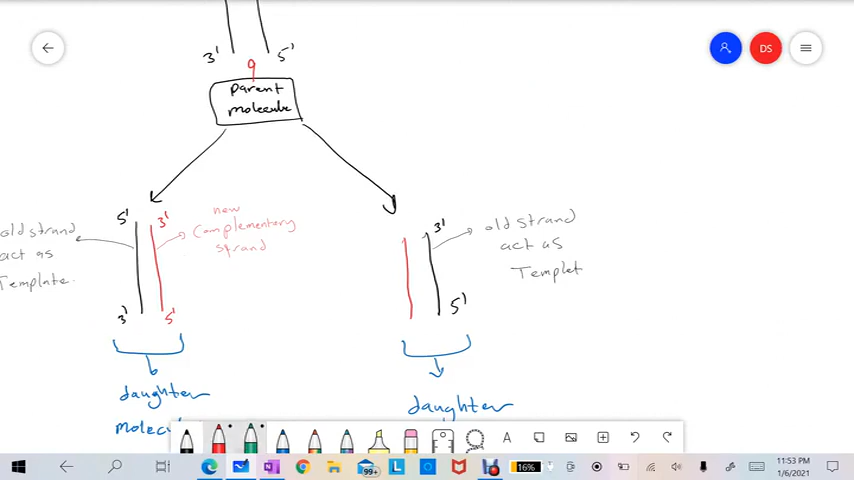 DS
3' 5'
Parent
molecule
5' 3'
new
Complementary
strand
old strand
act as
Template
3' 5'
3'
old strand
act as
Templet
5'
daughter
molecu
daughter
A
99+
L
16%
11:53 PM
1/6/2021